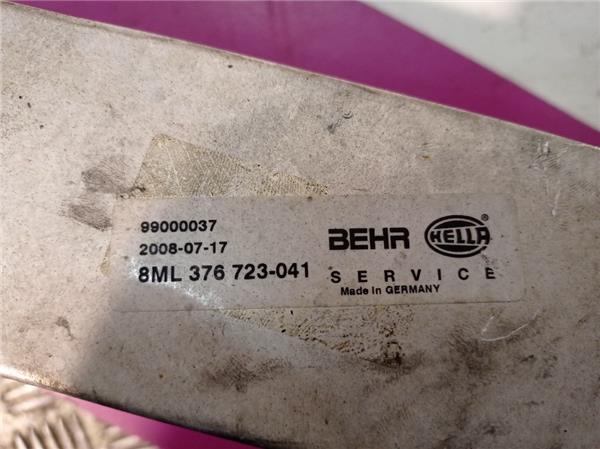 99000037
2008-07-17
8ML 376 723-041
BEHR HELLA ®
SERVICE
Made in GERMANY